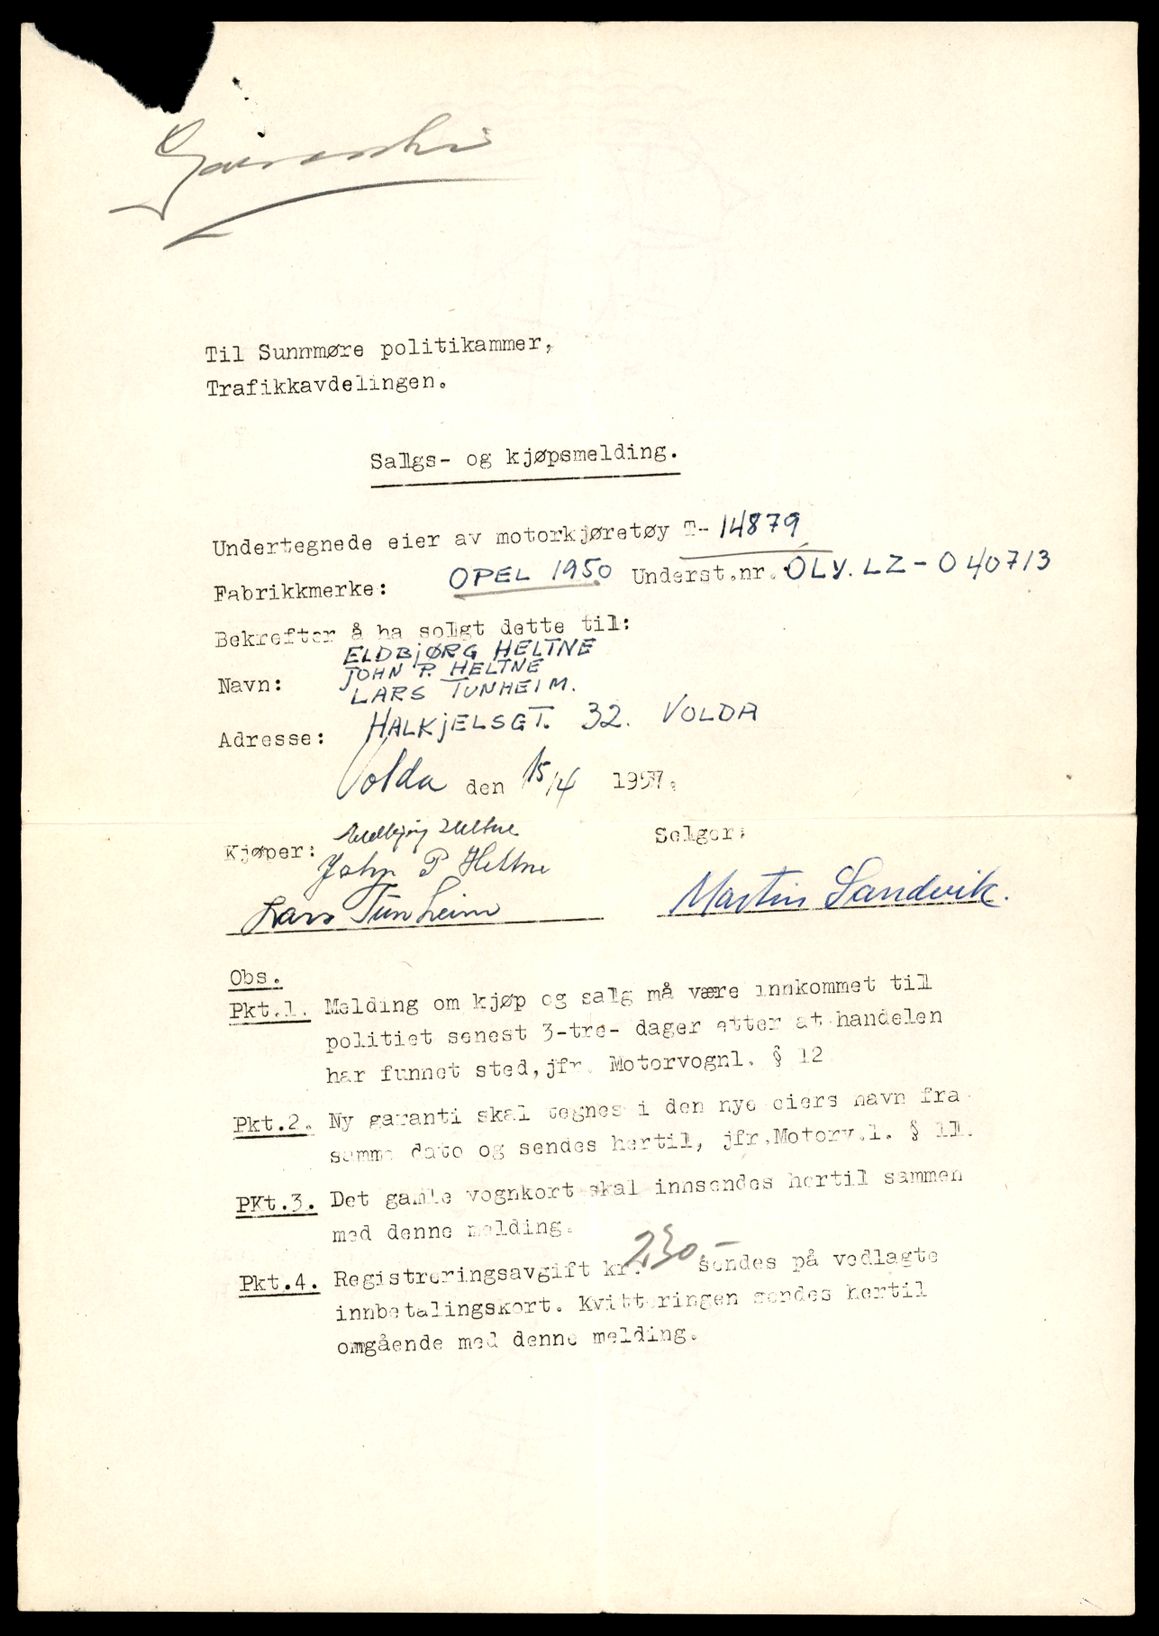 Garanti
Til Sunnmøre politikammer,
Trafikkavdelingen.
Salgs- og kjøpsmelding.
Undertegnede eier av motorkjøretøy T- 14879
Fabrikkmerke: OPEL 1950 Underst.nr. OLY. LZ - 040713
Bekrefter å ha solgt dette til:
ELDBJØRG HELTNE
JOHN P. HELTNE
Navn: LARS TUNHEIM.
Adresse: HALKJELSGT. 32. VOLDA
Volda den 15/4 1957.
Eldbjørg Heltne
Kjøper: Selger:
John P Heltne
Lars Tunheim Martin Sandvik.
Obs.
Pkt.1. Melding om kjøp og salg må være innkommet til
politiet senest 3-tre- dager etter at handelen
har funnet sted, jfr. Motorvognl. § 12
Pkt.2. Ny garanti skal tegnes i den nye eiers navn fra
samme dato og sendes hertil, jfr.Motorv.l. § 11.
PKt.3. Det gamle vognkort skal innsendes hertil sammen
med denne melding.
Pkt.4. Registreringsavgift kr. 230.- sendes på vedlagte
innbetalingskort. Kvitteringen sendes hertil
omgående med denne melding.